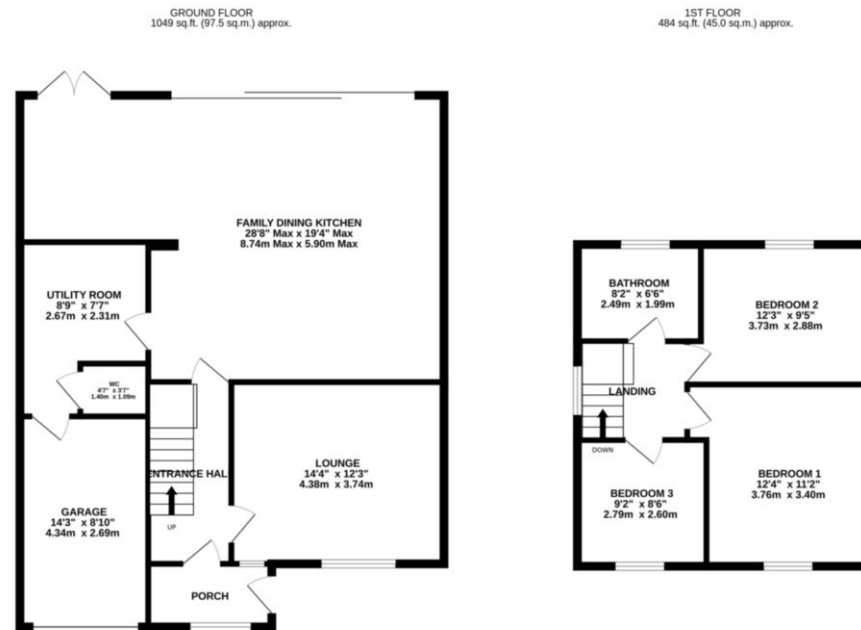 GROUND FLOOR
1049 sq.ft. (97.5 sq.m.) approx.
1ST FLOOR
484 sq.ft. (45.0 sq.m.) approx.
FAMILY DINING KITCHEN
28'8" Max x 19'4" Max
8.74m Max x 5.90m Max
UTILITY ROOM
8'9" x 7'7"
2.67m x 2.31m
WC
4'7" x 3'7"
1.40m x 1.09m
ENTRANCE HAL
UP
LOUNGE
14'4" x 12'3"
4.38m x 3.74m
GARAGE
14'3" x 8'10"
4.34m x 2.69m
PORCH
BATHROOM
8'2" x 6'6"
2.49m x 1.99m
BEDROOM 2
12'3" x 9'5"
3.73m x 2.88m
LANDING
DOWN
BEDROOM 1
12'4" x 11'2"
3.76m x 3.40m
BEDROOM 3
9'2" x 8'6"
2.79m x 2.60m